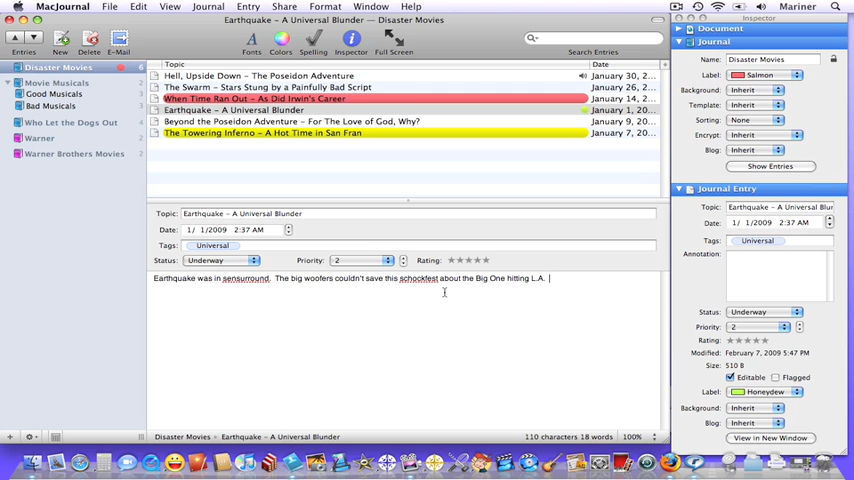 MacJournal File Edit View Journal Entry Share Format Window Help Mariner
Earthquake – A Universal Blunder — Disaster Movies
Inspector
Entries New Delete E-Mail Fonts Colors Spelling Inspector Full Screen Search Entries
Document
Journal
Name: Disaster Movies
Label: Salmon
Background: Inherit
Template: Inherit
Sorting: None
Encrypt: Inherit
Blog: Inherit
Show Entries
Disaster Movies 6
Movie Musicals
Good Musicals
Bad Musicals
Who Let the Dogs Out
Warner
Warner Brothers Movies
Topic Date
Hell, Upside Down – The Poseidon Adventure January 30, 2...
The Swarm – Stars Stung by a Painfully Bad Script January 26, 2...
When Time Ran Out – As Did Irwin's Career January 14, 2...
Earthquake – A Universal Blunder January 1, 20...
Beyond the Poseidon Adventure – For The Love of God, Why? January 9, 20...
The Towering Inferno – A Hot Time in San Fran January 7, 20...
Topic: Earthquake – A Universal Blunder
Date: 1/ 1/2009 2:37 AM
Tags: Universal
Status: Underway Priority: 2 Rating: ★★★★★
Earthquake was in sensurround. The big woofers couldn't save this schockfest about the Big One hitting L.A.
Journal Entry
Topic: Earthquake – A Universal Blur
Date: 1/ 1/2009 2:37 AM
Tags: Universal
Annotation:
Status: Underway
Priority: 2
Rating: ★★★★★
Modified: February 7, 2009 5:47 PM
Size: 510 B
Editable Flagged
Label: Honeydew
Background: Inherit
Blog: Inherit
View in New Window
Disaster Movies ▸ Earthquake – A Universal Blunder 110 characters 18 words 100%